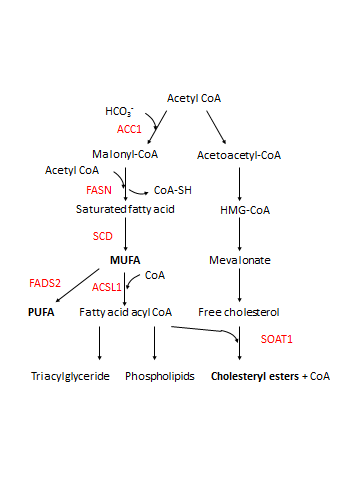 Acetyl CoA
HCO₃⁻
ACC1
Malonyl-CoA Acetoacetyl-CoA
Acetyl CoA
FASN CoA-SH
Saturated fatty acid HMG-CoA
SCD
MUFA Mevalonate
CoA
FADS2 ACSL1
PUFA Fatty acid acyl CoA Free cholesterol
SOAT1
Triacylglyceride Phospholipids Cholesteryl esters + CoA